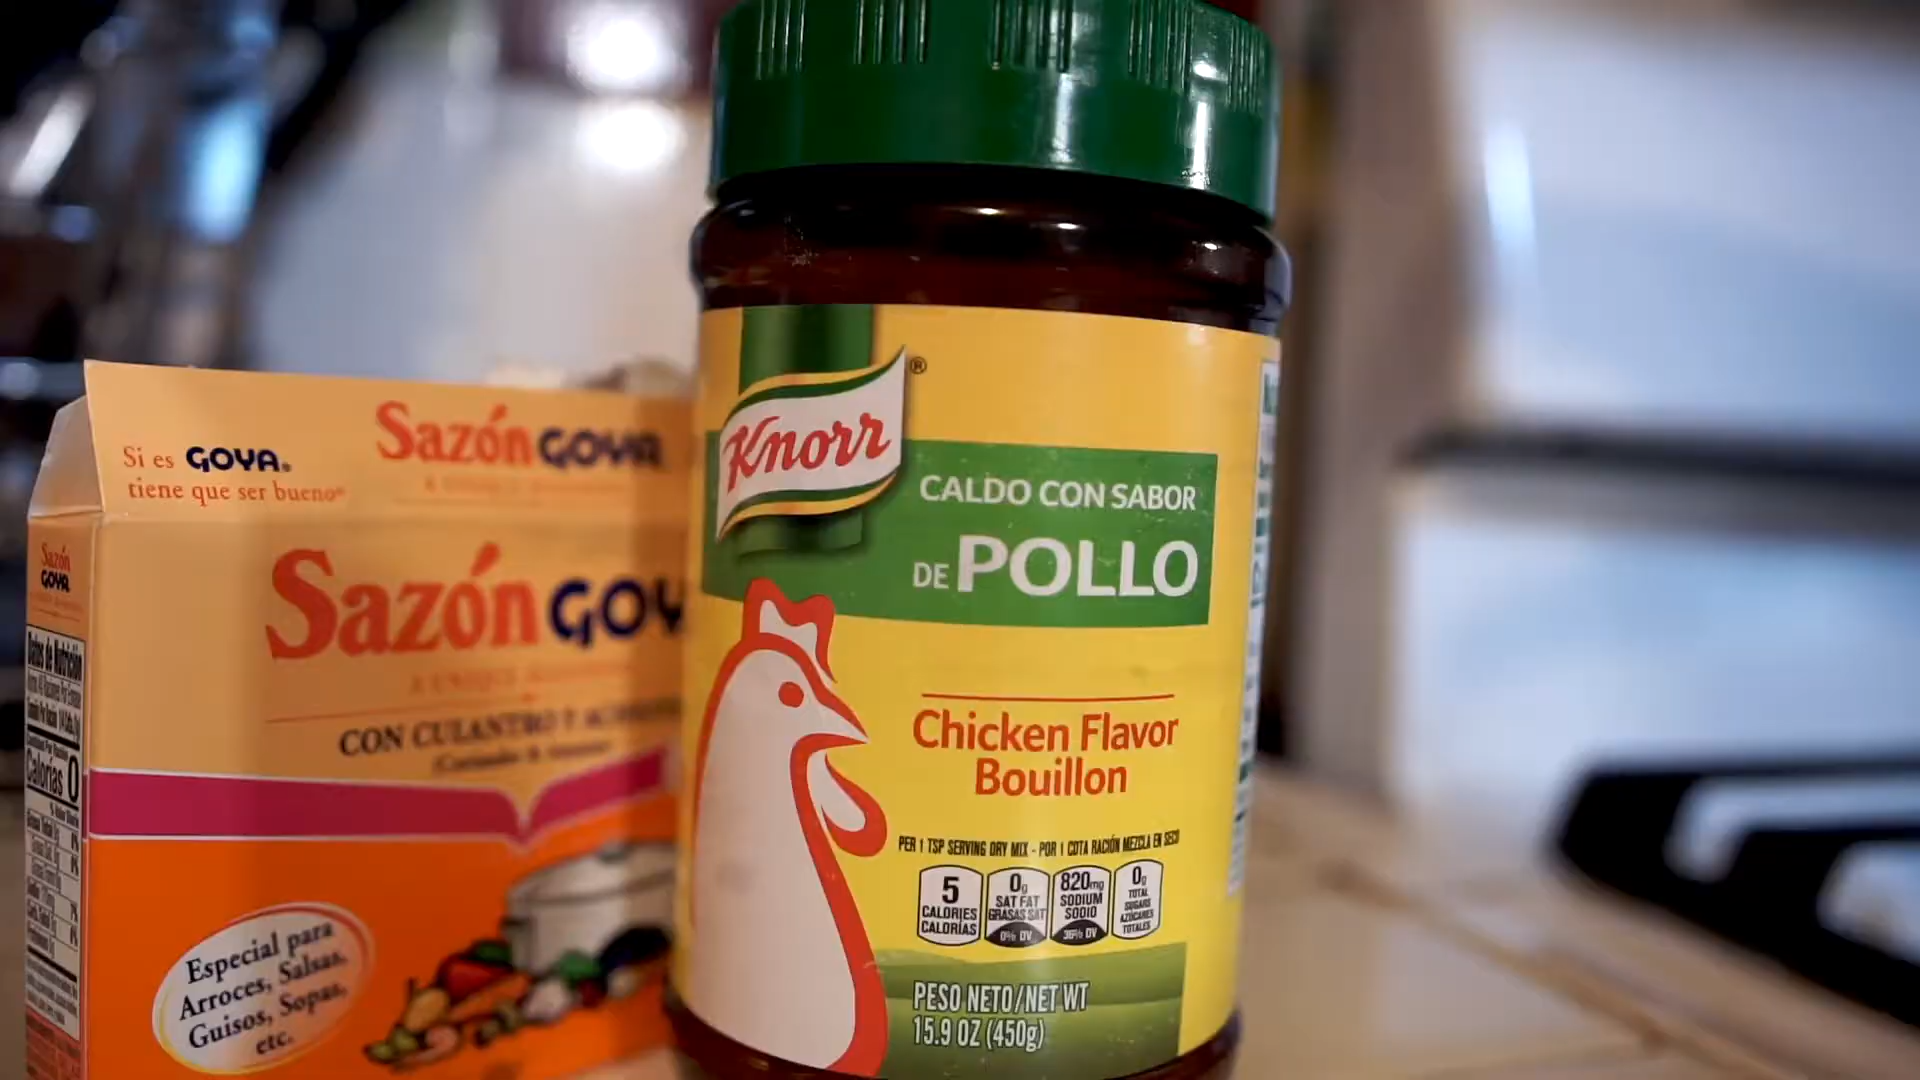 Si es GOYA®
tiene que ser bueno®
Sazón GOYA
Sazón
GOYA
Sazón GOY
CON CULANTRO Y
Datos de Nutrición
Calorías 0
Especial para
Arroces, Salsas,
Guisos, Sopas,
etc.
Knorr®
CALDO CON SABOR
DE POLLO
Chicken Flavor
Bouillon
PER 1 TSP SERVING DRY MIX - POR 1 CDTA RACIÓN MEZCLA EN SECO
5
CALORIES
CALORÍAS
0g
SAT FAT
GRASAS SAT
0% DV
820mg
SODIUM
SODIO
36% DV
0g
TOTAL
SUGARS
AZÚCARES
TOTALES
PESO NETO/NET WT
15.9 OZ (450g)